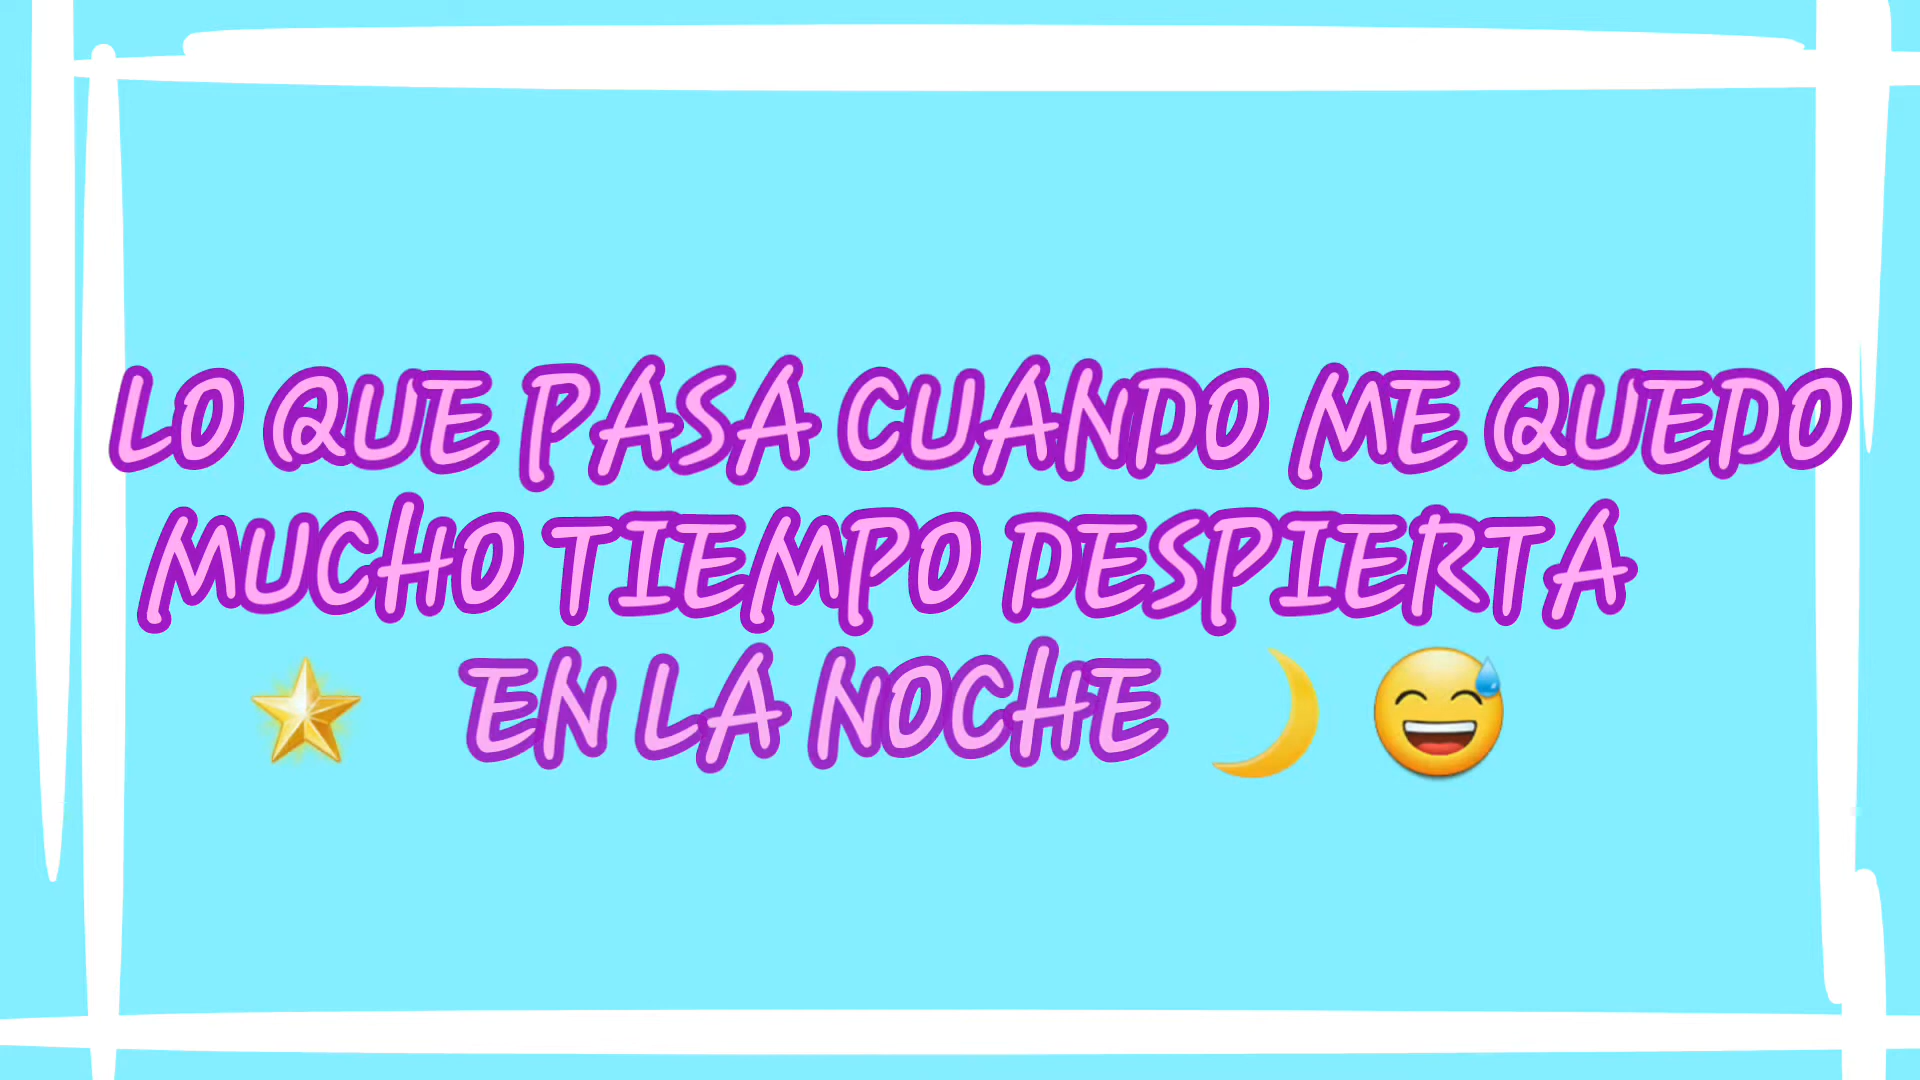 LO QUE PASA CUANDO ME QUEDO
MUCHO TIEMPO DESPIERTA
⭐ EN LA NOCHE 🌙 😅